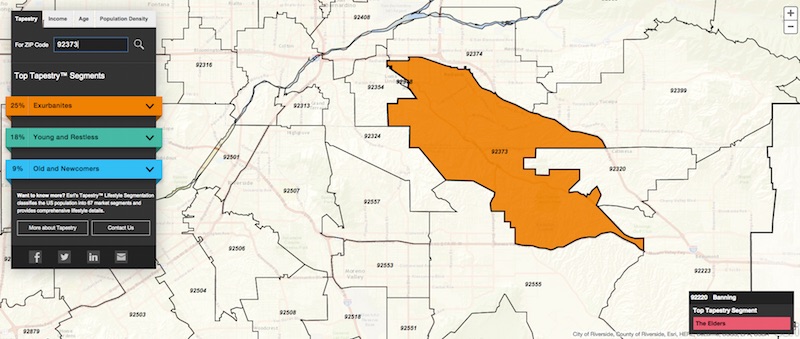 Tapestry Income Age Population Density
For ZIP Code 92373
Top Tapestry™ Segments
25% Exurbanites
18% Young and Restless
9% Old and Newcomers
Want to know more? Esri's Tapestry™ Lifestyle Segmentation
classifies the US population into 67 market segments and
provides comprehensive lifestyle details.
More about Tapestry Contact Us
+
−
92408
92374
92316
92354
92399
92313
92324
92373
92501
92320
92507
92557
92506
92555
92223
92504
92503
92508
92518
92551
92879
Moreno Valley
92220 Banning
Top Tapestry Segment
The Elders
City of Riverside, County of Riverside, Esri,